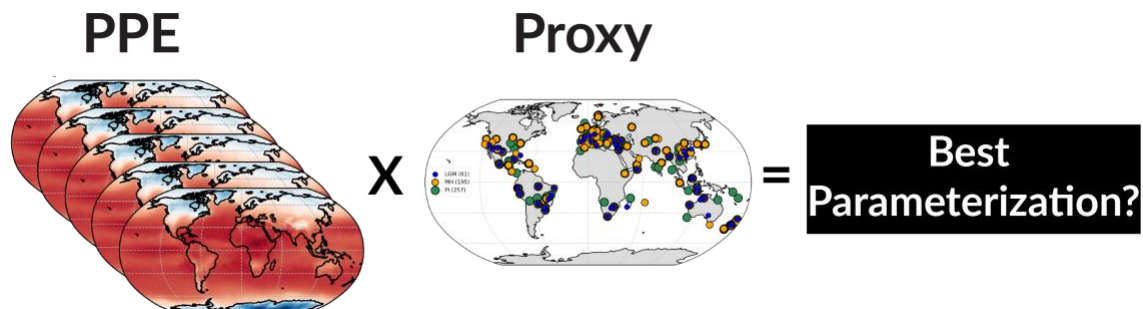 PPE
Proxy
X
LGM (81)
MH (195)
PI (257)
=
Best
Parameterization?